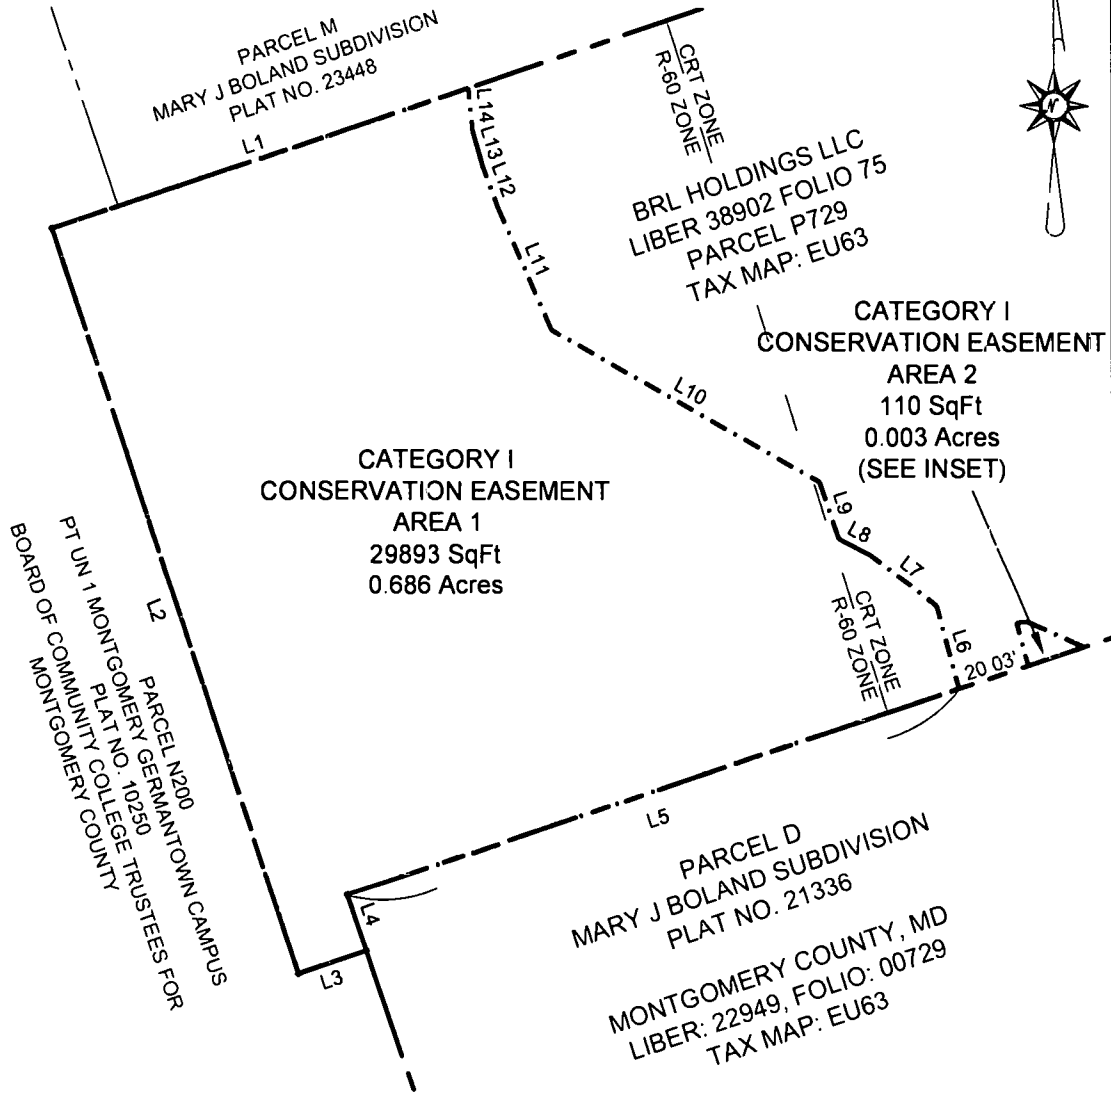 PARCEL M
MARY J BOLAND SUBDIVISION
PLAT NO. 23448
L1
L14
L13
L12
L11
CRT ZONE
R-60 ZONE
N
BRL HOLDINGS LLC
LIBER 38902 FOLIO 75
PARCEL P729
TAX MAP: EU63
CATEGORY I
CONSERVATION EASEMENT
AREA 2
110 SqFt
0.003 Acres
(SEE INSET)
L10
CATEGORY I
CONSERVATION EASEMENT
AREA 1
29893 SqFt
0.686 Acres
L9
L8
L7
L6
20 03'
CRT ZONE
R-60 ZONE
L2
PARCEL N200
PT UN 1 MONTGOMERY GERMANTOWN CAMPUS
PLAT NO. 10250
BOARD OF COMMUNITY COLLEGE TRUSTEES FOR
MONTGOMERY COUNTY
L5
L4
L3
PARCEL D
MARY J BOLAND SUBDIVISION
PLAT NO. 21336
MONTGOMERY COUNTY, MD
LIBER: 22949, FOLIO: 00729
TAX MAP: EU63